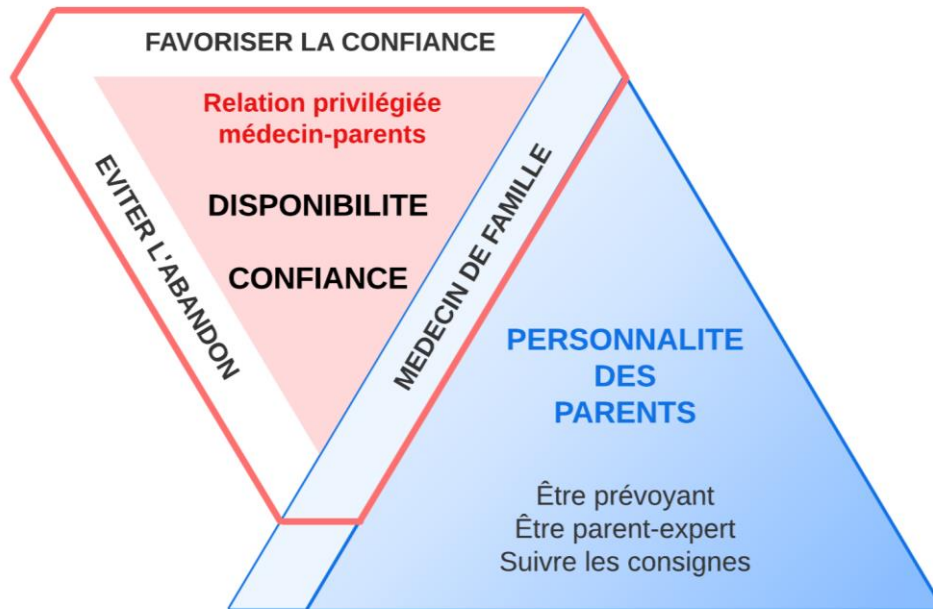 FAVORISER LA CONFIANCE
Relation privilégiée
médecin-parents
DISPONIBILITE
CONFIANCE
EVITER L'ABANDON
MEDECIN DE FAMILLE
PERSONNALITE
DES
PARENTS
Être prévoyant
Être parent-expert
Suivre les consignes